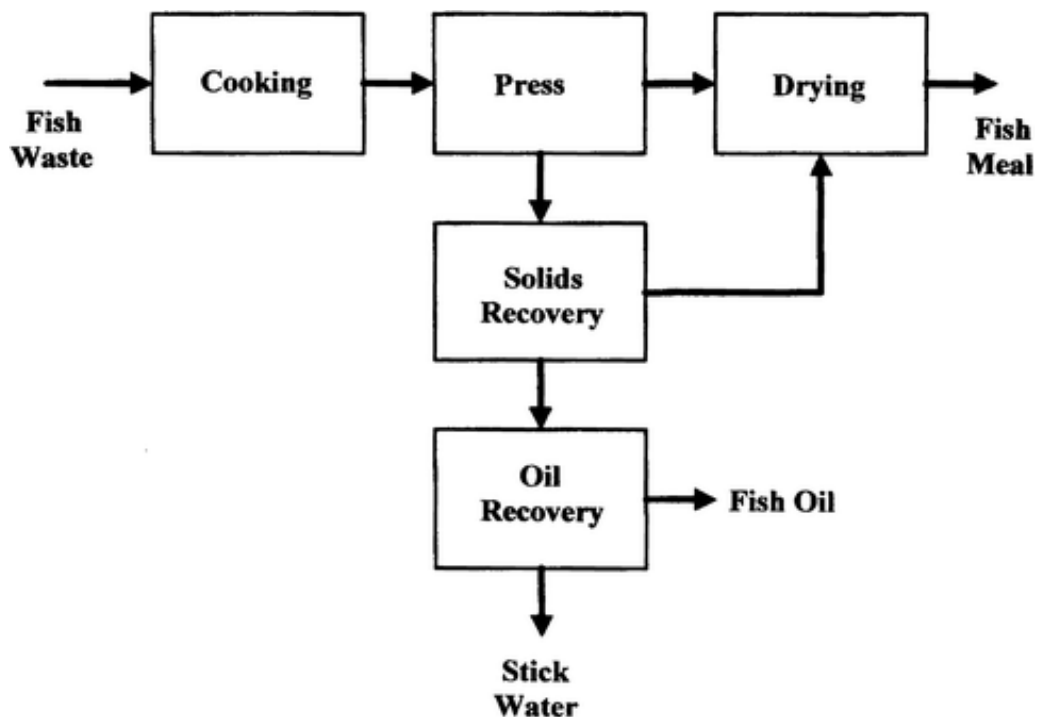 Cooking
Press
Drying
Fish
Waste
Fish
Meal
Solids
Recovery
Oil
Recovery
Fish Oil
Stick
Water